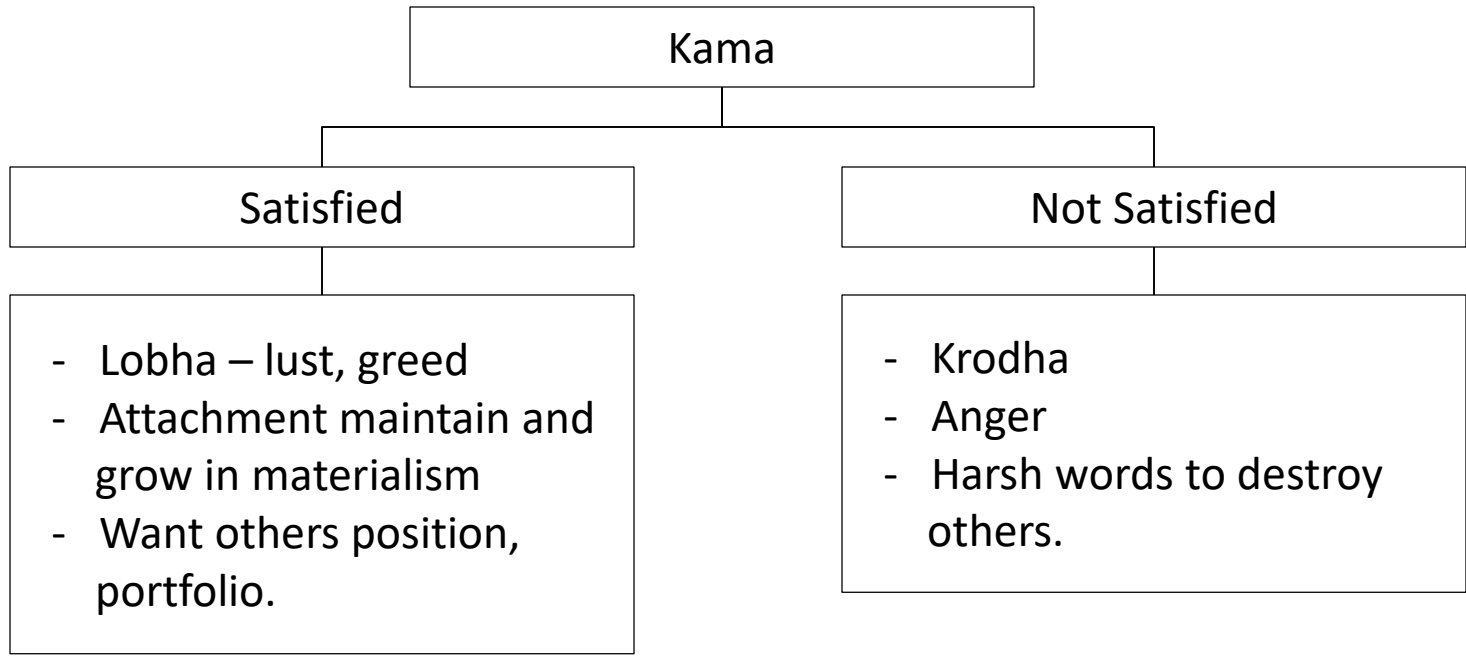 Kama
Satisfied
Not Satisfied
- Lobha – lust, greed
- Attachment maintain and
grow in materialism
- Want others position,
portfolio.
- Krodha
- Anger
- Harsh words to destroy
others.